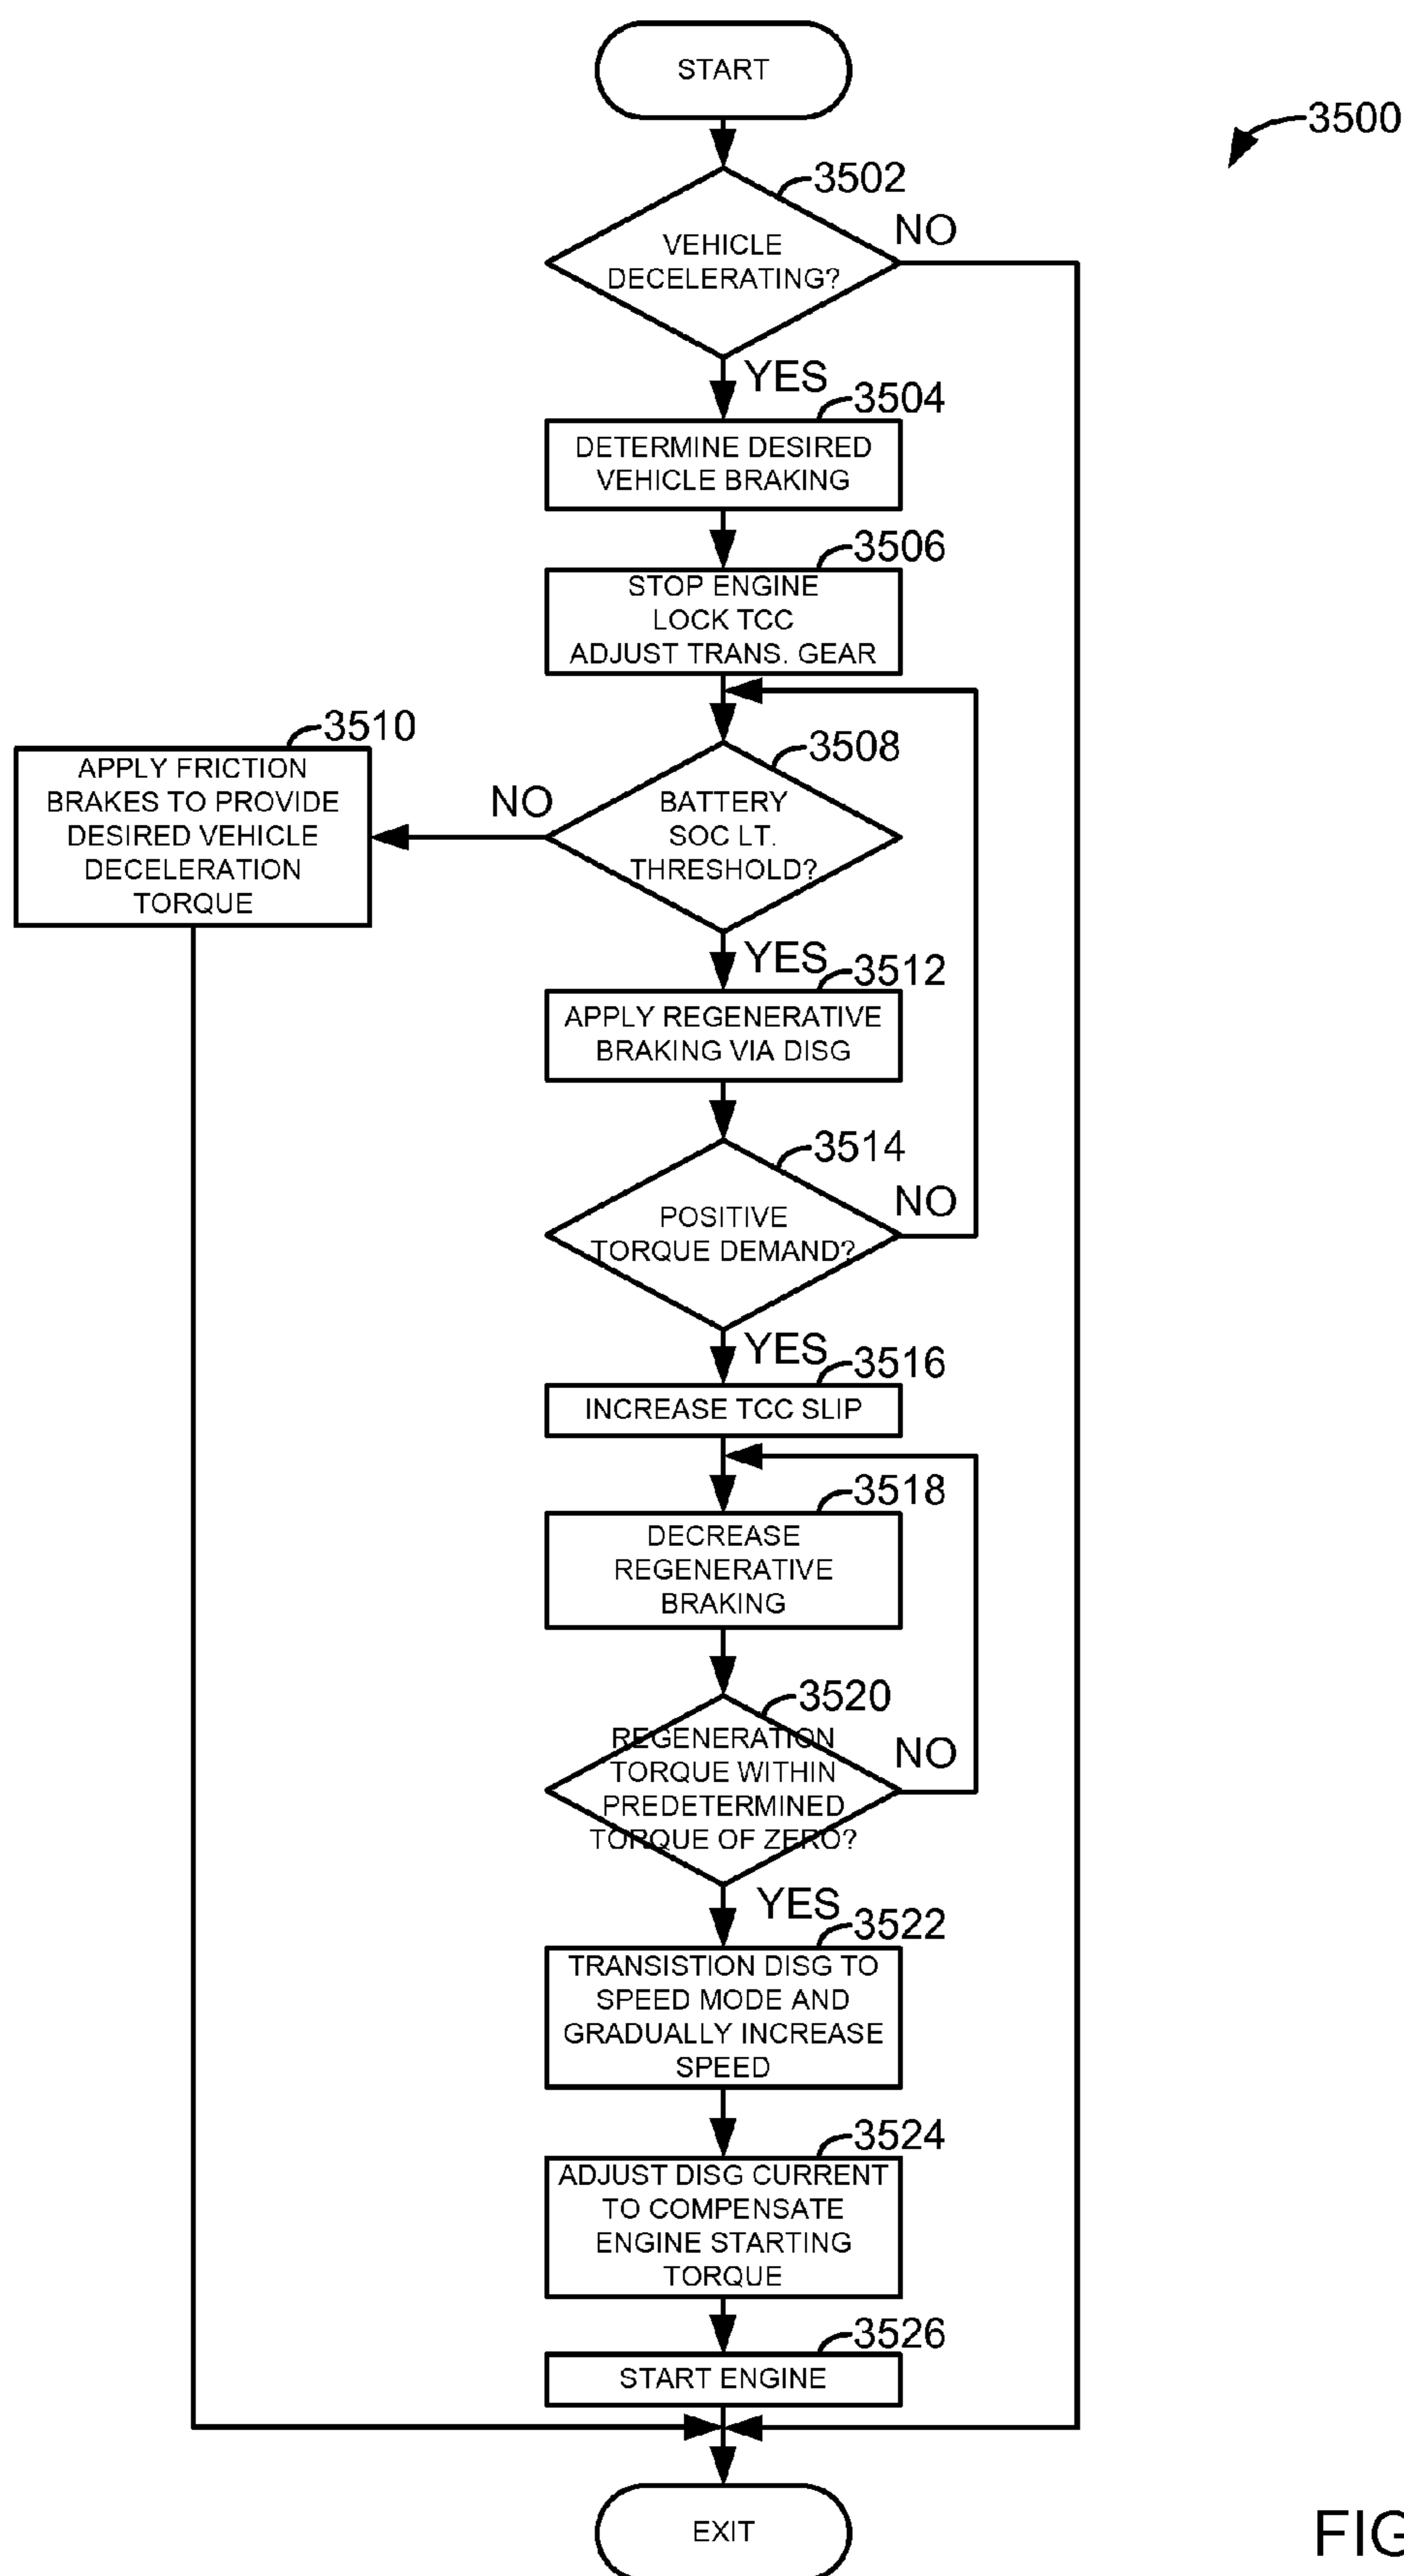 START
3500
3502
VEHICLE
DECELERATING?
NO
YES
3504
DETERMINE DESIRED
VEHICLE BRAKING
3506
STOP ENGINE
LOCK TCC
ADJUST TRANS. GEAR
3510
APPLY FRICTION
BRAKES TO PROVIDE
DESIRED VEHICLE
DECELERATION
TORQUE
NO
3508
BATTERY
SOC LT.
THRESHOLD?
YES
3512
APPLY REGENERATIVE
BRAKING VIA DISG
3514
POSITIVE
TORQUE DEMAND?
NO
YES
3516
INCREASE TCC SLIP
3518
DECREASE
REGENERATIVE
BRAKING
3520
REGENERATION
TORQUE WITHIN
PREDETERMINED
TORQUE OF ZERO?
NO
YES
3522
TRANSISTION DISG TO
SPEED MODE AND
GRADUALLY INCREASE
SPEED
3524
ADJUST DISG CURRENT
TO COMPENSATE
ENGINE STARTING
TORQUE
3526
START ENGINE
EXIT